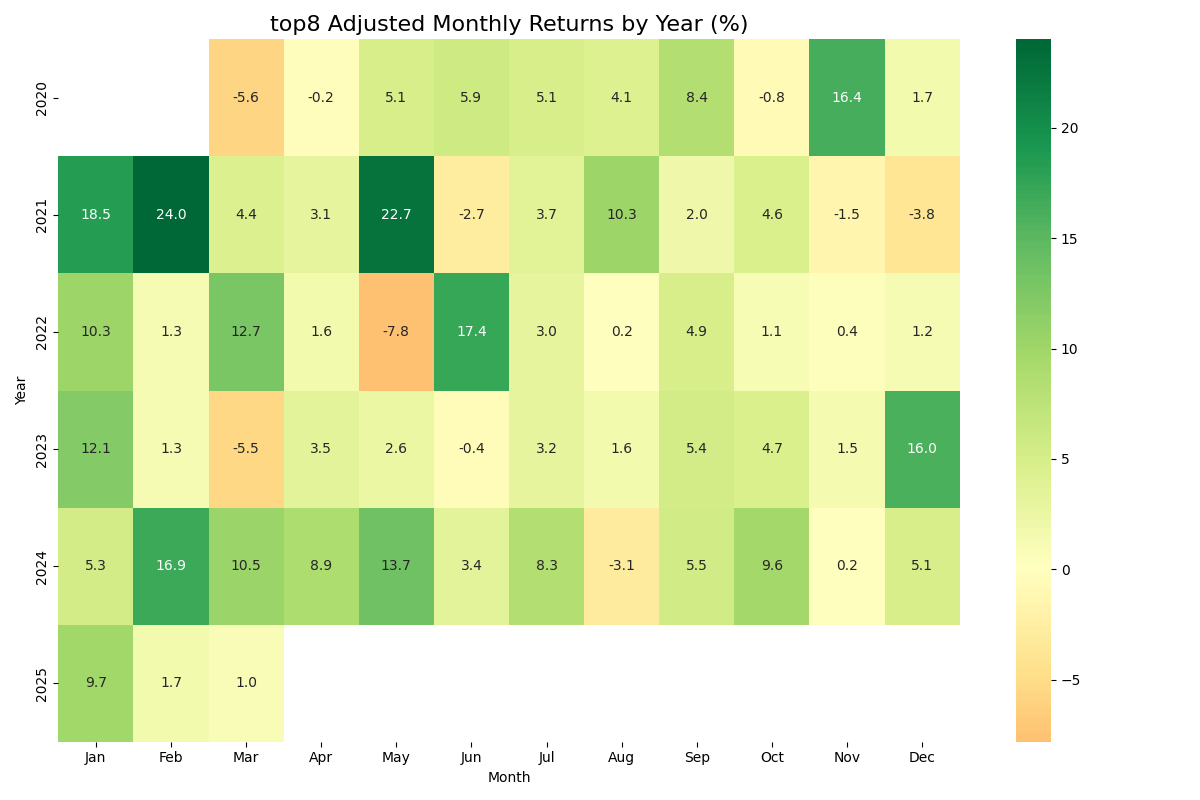 top8 Adjusted Monthly Returns by Year (%)
2020 -5.6 -0.2 5.1 5.9 5.1 4.1 8.4 -0.8 16.4 1.7
2021 18.5 24.0 4.4 3.1 22.7 -2.7 3.7 10.3 2.0 4.6 -1.5 -3.8
2022 10.3 1.3 12.7 1.6 -7.8 17.4 3.0 0.2 4.9 1.1 0.4 1.2
Year
2023 12.1 1.3 -5.5 3.5 2.6 -0.4 3.2 1.6 5.4 4.7 1.5 16.0
2024 5.3 16.9 10.5 8.9 13.7 3.4 8.3 -3.1 5.5 9.6 0.2 5.1
2025 9.7 1.7 1.0
Jan Feb Mar Apr May Jun Jul Aug Sep Oct Nov Dec
Month
20
15
10
5
0
−5